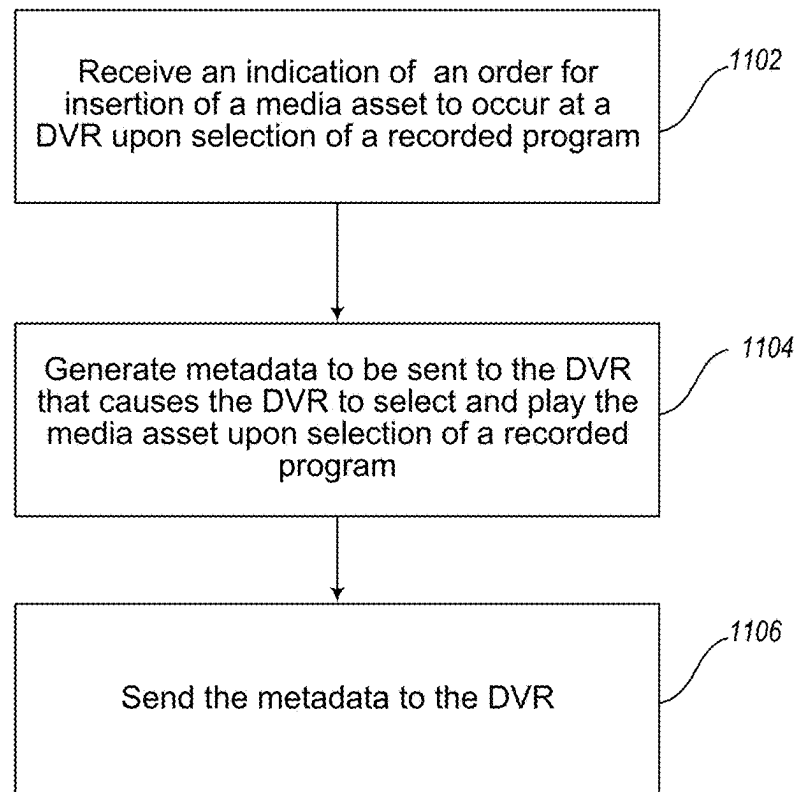 Receive an indication of an order for
insertion of a media asset to occur at a
DVR upon selection of a recorded program
1102
Generate metadata to be sent to the DVR
that causes the DVR to select and play the
media asset upon selection of a recorded
program
1104
Send the metadata to the DVR
1106